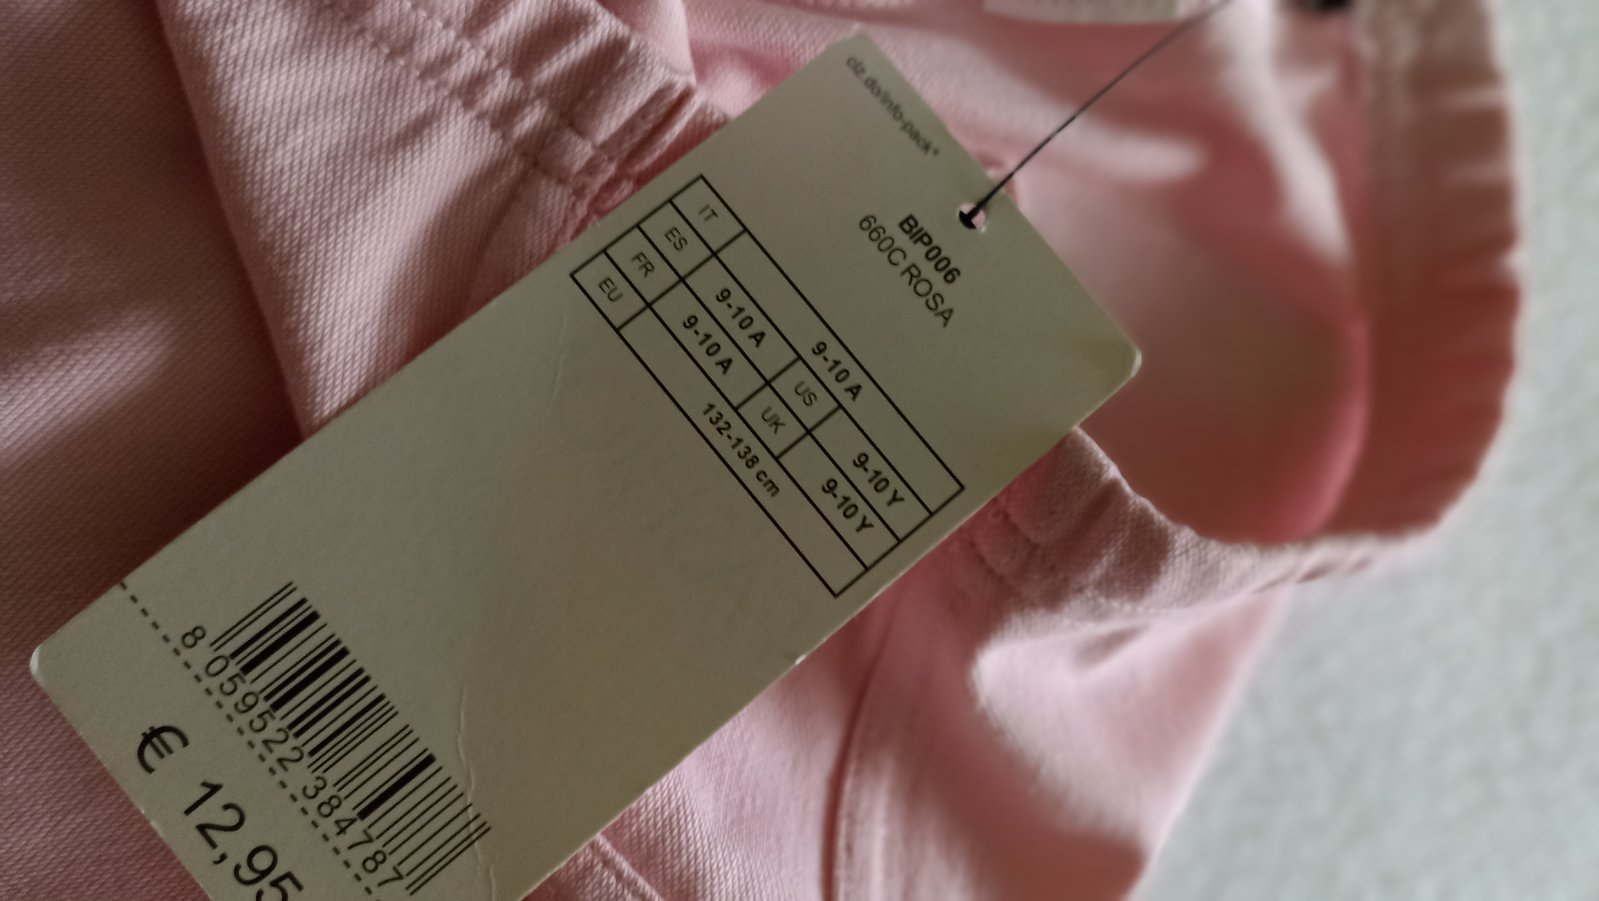 clz.do/info-pack*
BIP006
660C ROSA
IT 9-10 A
ES 9-10 A US 9-10 Y
FR 9-10 A UK 9-10 Y
EU 132-138 cm
8 059522 384787
€ 12,95